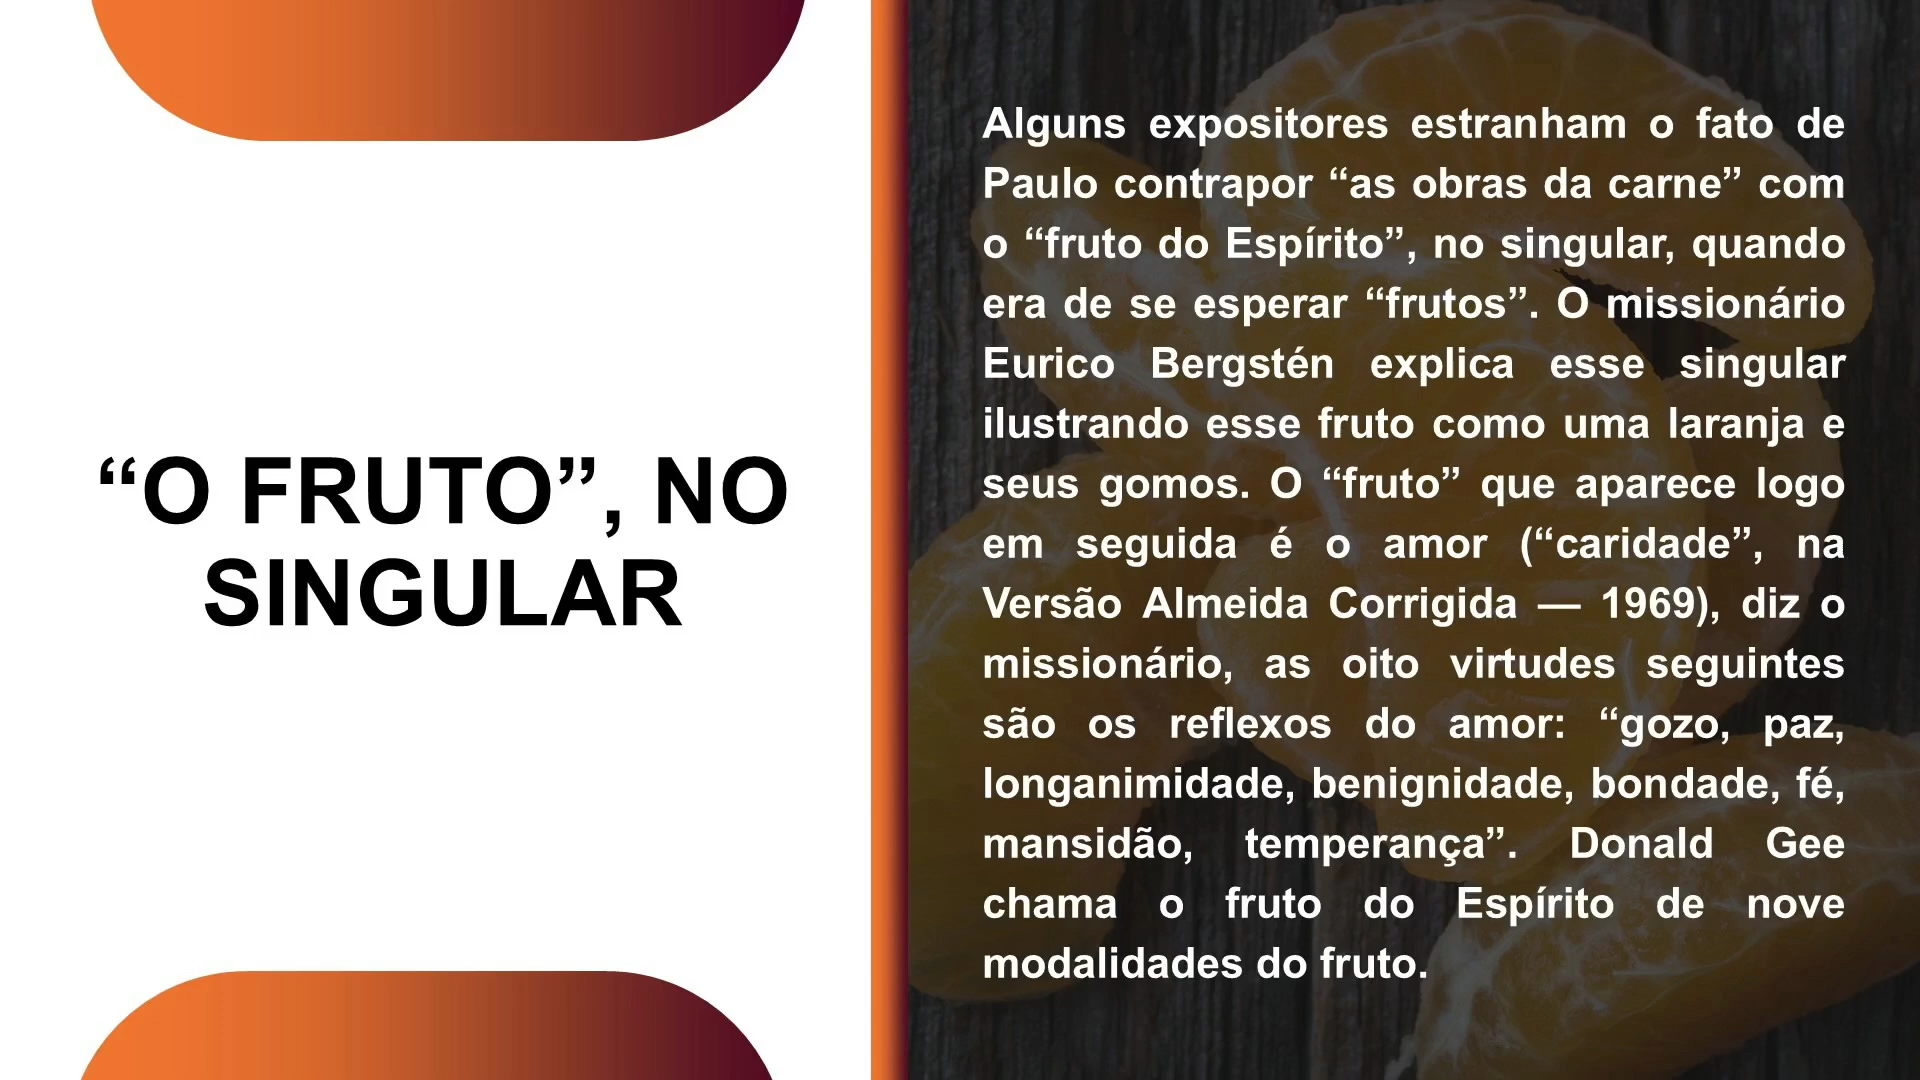 “O FRUTO”, NO
SINGULAR
Alguns expositores estranham o fato de
Paulo contrapor “as obras da carne” com
o “fruto do Espírito”, no singular, quando
era de se esperar “frutos”. O missionário
Eurico Bergstén explica esse singular
ilustrando esse fruto como uma laranja e
seus gomos. O “fruto” que aparece logo
em seguida é o amor (“caridade”, na
Versão Almeida Corrigida — 1969), diz o
missionário, as oito virtudes seguintes
são os reflexos do amor: “gozo, paz,
longanimidade, benignidade, bondade, fé,
mansidão, temperança”. Donald Gee
chama o fruto do Espírito de nove
modalidades do fruto.